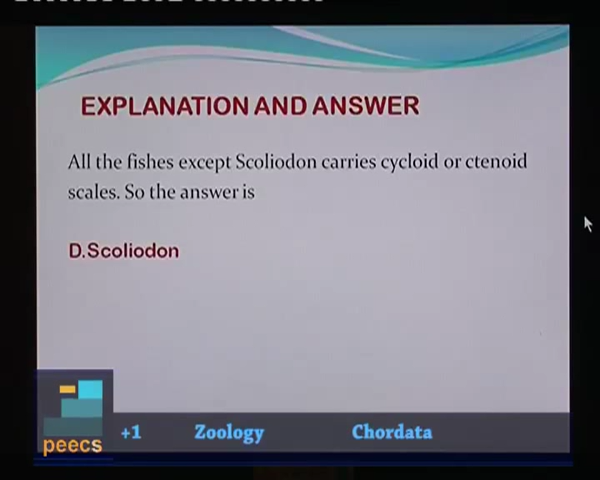 EXPLANATION AND ANSWER
All the fishes except Scoliodon carries cycloid or ctenoid
scales. So the answer is
D.Scoliodon
peecs
+1 Zoology Chordata